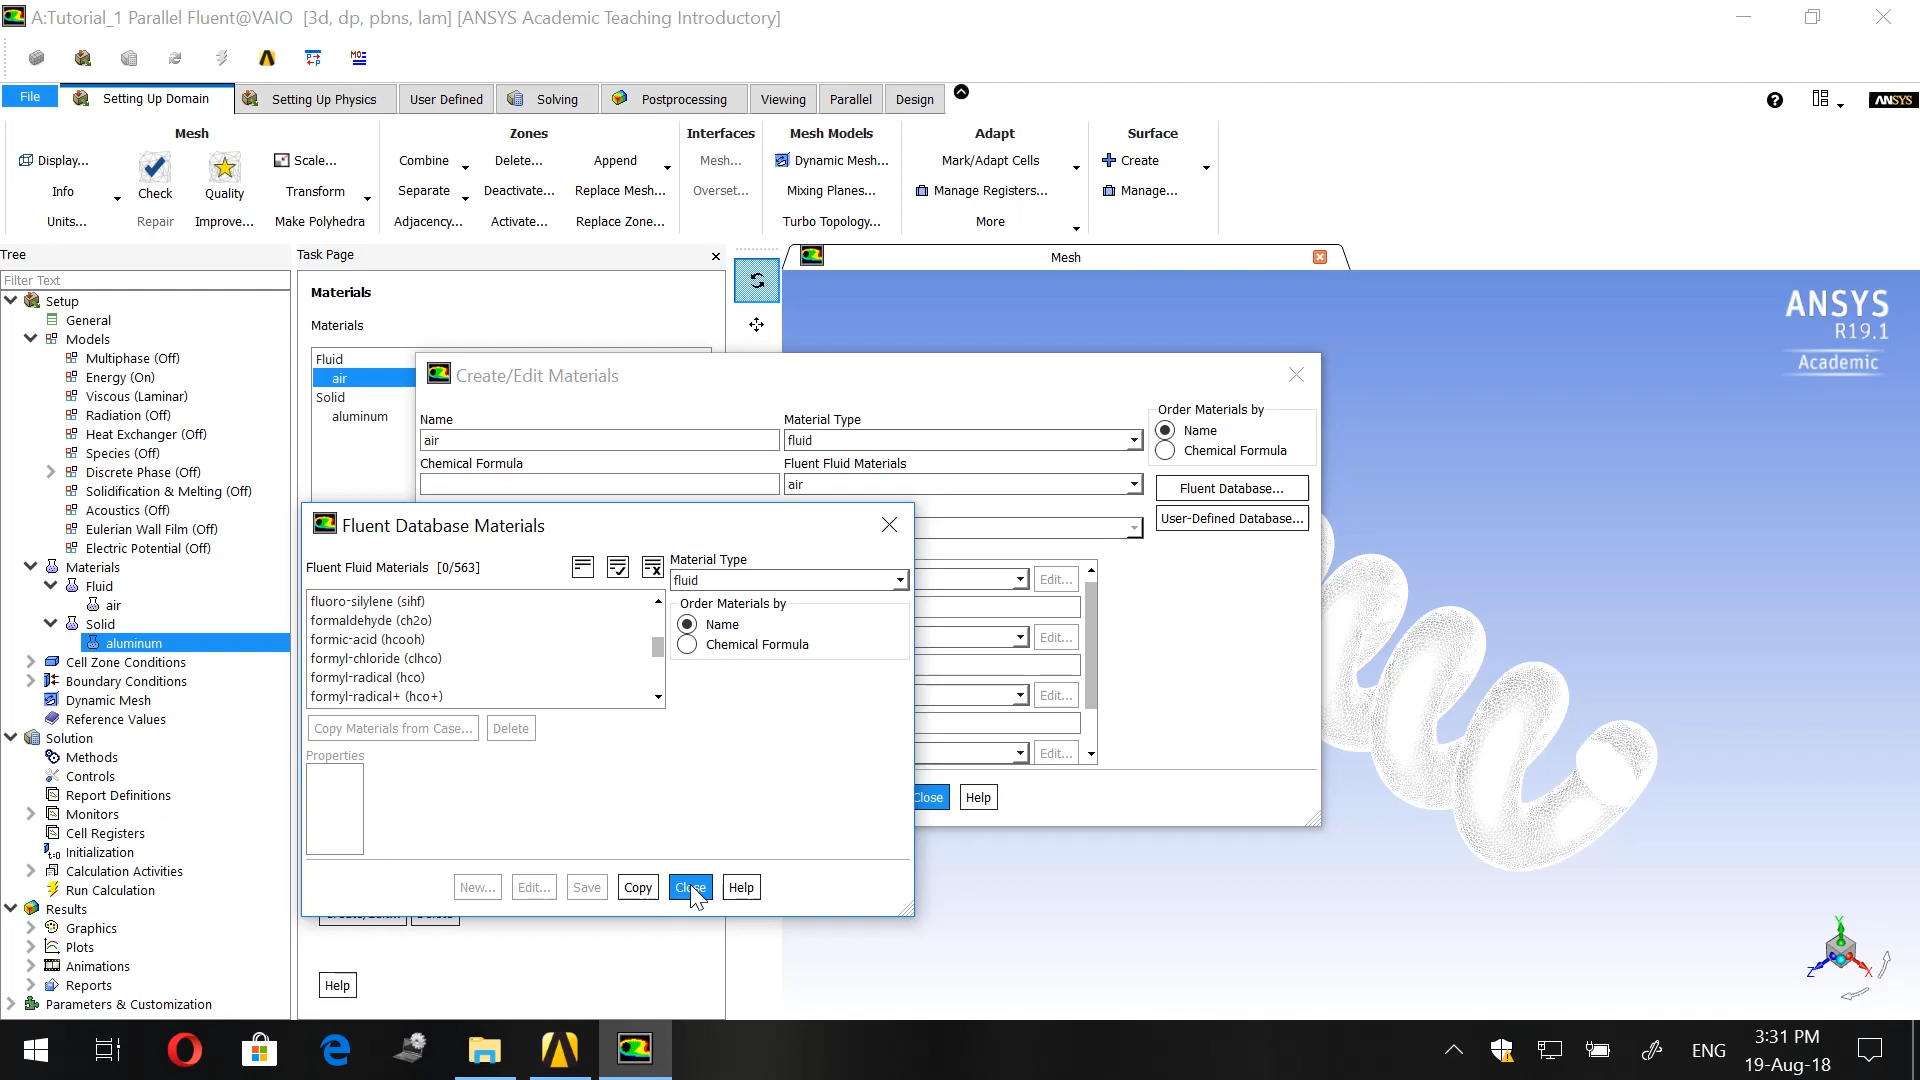 A:Tutorial_1 Parallel Fluent@VAIO [3d, dp, pbns, lam] [ANSYS Academic Teaching Introductory]
File
Setting Up Domain
Setting Up Physics
User Defined
Solving
Postprocessing
Viewing
Parallel
Design
ANSYS
Mesh
Zones
Interfaces
Mesh Models
Adapt
Surface
Display...
Info
Units...
Check
Repair
Quality
Improve...
Scale...
Transform
Make Polyhedra
Combine
Separate
Adjacency...
Delete...
Deactivate...
Activate...
Append
Replace Mesh...
Replace Zone...
Mesh...
Overset...
Dynamic Mesh...
Mixing Planes...
Turbo Topology...
Mark/Adapt Cells
Manage Registers...
More
Create
Manage...
Tree
Filter Text
Setup
General
Models
Multiphase (Off)
Energy (On)
Viscous (Laminar)
Radiation (Off)
Heat Exchanger (Off)
Species (Off)
Discrete Phase (Off)
Solidification & Melting (Off)
Acoustics (Off)
Eulerian Wall Film (Off)
Electric Potential (Off)
Materials
Fluid
air
Solid
aluminum
Cell Zone Conditions
Boundary Conditions
Dynamic Mesh
Reference Values
Solution
Methods
Controls
Report Definitions
Monitors
Cell Registers
Initialization
Calculation Activities
Run Calculation
Results
Graphics
Plots
Animations
Reports
Parameters & Customization
Task Page
Materials
Materials
Fluid
air
Solid
aluminum
Help
Mesh
ANSYS
R19.1
Academic
Create/Edit Materials
Name
air
Chemical Formula
Material Type
fluid
Fluent Fluid Materials
air
Order Materials by
Name
Chemical Formula
Fluent Database...
User-Defined Database...
Edit...
Edit...
Edit...
Edit...
Close
Help
Fluent Database Materials
Fluent Fluid Materials [0/563]
fluoro-silylene (sihf)
formaldehyde (ch2o)
formic-acid (hcooh)
formyl-chloride (clhco)
formyl-radical (hco)
formyl-radical+ (hco+)
Material Type
fluid
Order Materials by
Name
Chemical Formula
Copy Materials from Case...
Delete
Properties
New...
Edit...
Save
Copy
Close
Help
Y
Z
X
ENG
3:31 PM
19-Aug-18